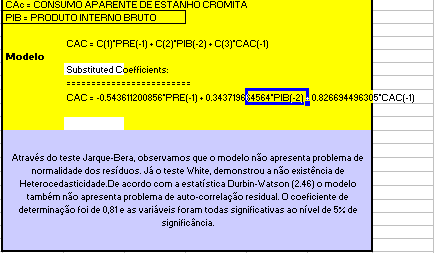 CAc = CONSUMO APARENTE DE ESTANHO CROMITA
PIB = PRODUTO INTERNO BRUTO
CAC = C(1)*PRE(-1) + C(2)*PIB(-2) + C(3)*CAC(-1)
Modelo
Substituted Coefficients:
=========================
CAC = -0.543611200856*PRE(-1) + 0.343719664564*PIB(-2) + 0.826694496305*CAC(-1)
Através do teste Jarque-Bera, observamos que o modelo não apresenta problema de
normalidade dos resíduos. Já o teste White, demonstrou a não existência de
Heterocedasticidade.De acordo com a estatística Durbin-Watson (2.46) o modelo
também não apresenta problema de auto-correlação residual. O coeficiente de
determinação foi de 0,81 e as variáveis foram todas significativas ao nível de 5% de
significância.